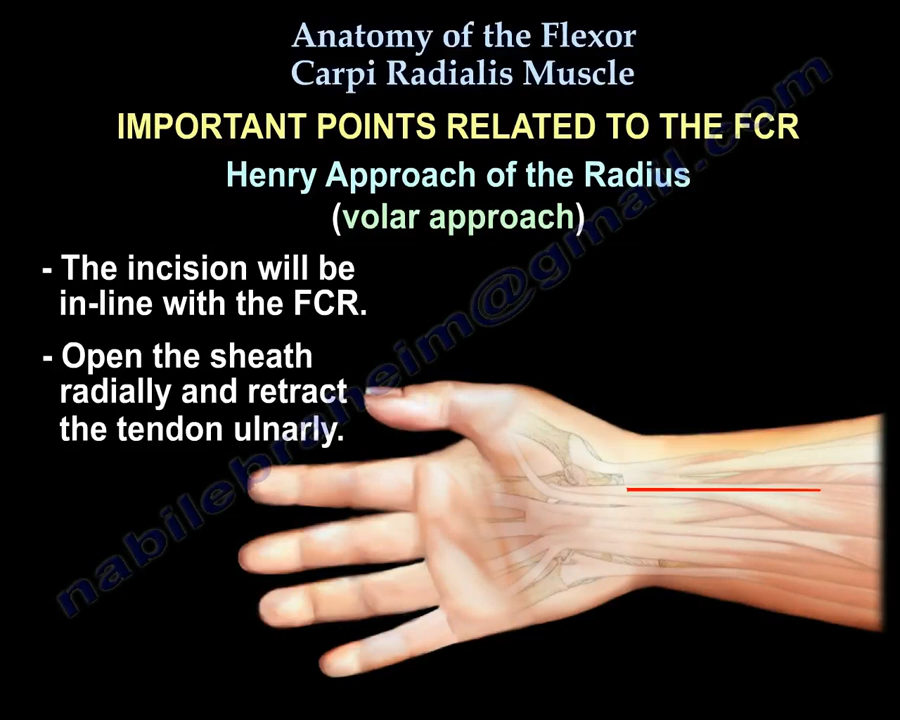 Anatomy of the Flexor
Carpi Radialis Muscle
IMPORTANT POINTS RELATED TO THE FCR
Henry Approach of the Radius
(volar approach)
- The incision will be
in-line with the FCR.
- Open the sheath
radially and retract
the tendon ulnarly.
nabilebraheim@gmail.com